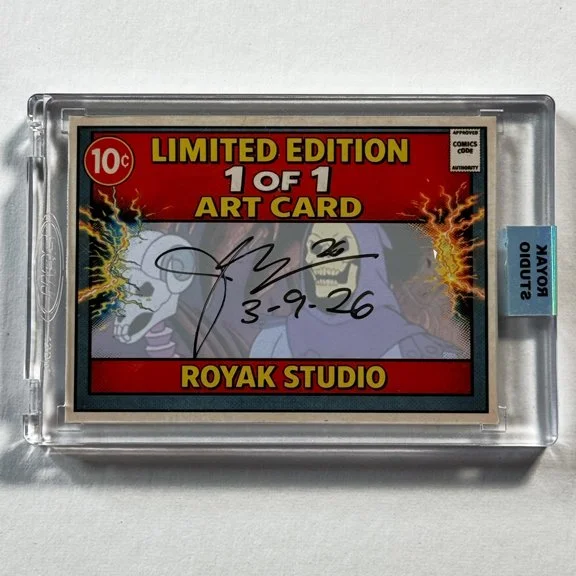 10¢
LIMITED EDITION
1 OF 1
ART CARD
APPROVED
COMICS
CODE
AUTHORITY
26
3-9-26
ROYAK STUDIO
ROYAK
STUDIO